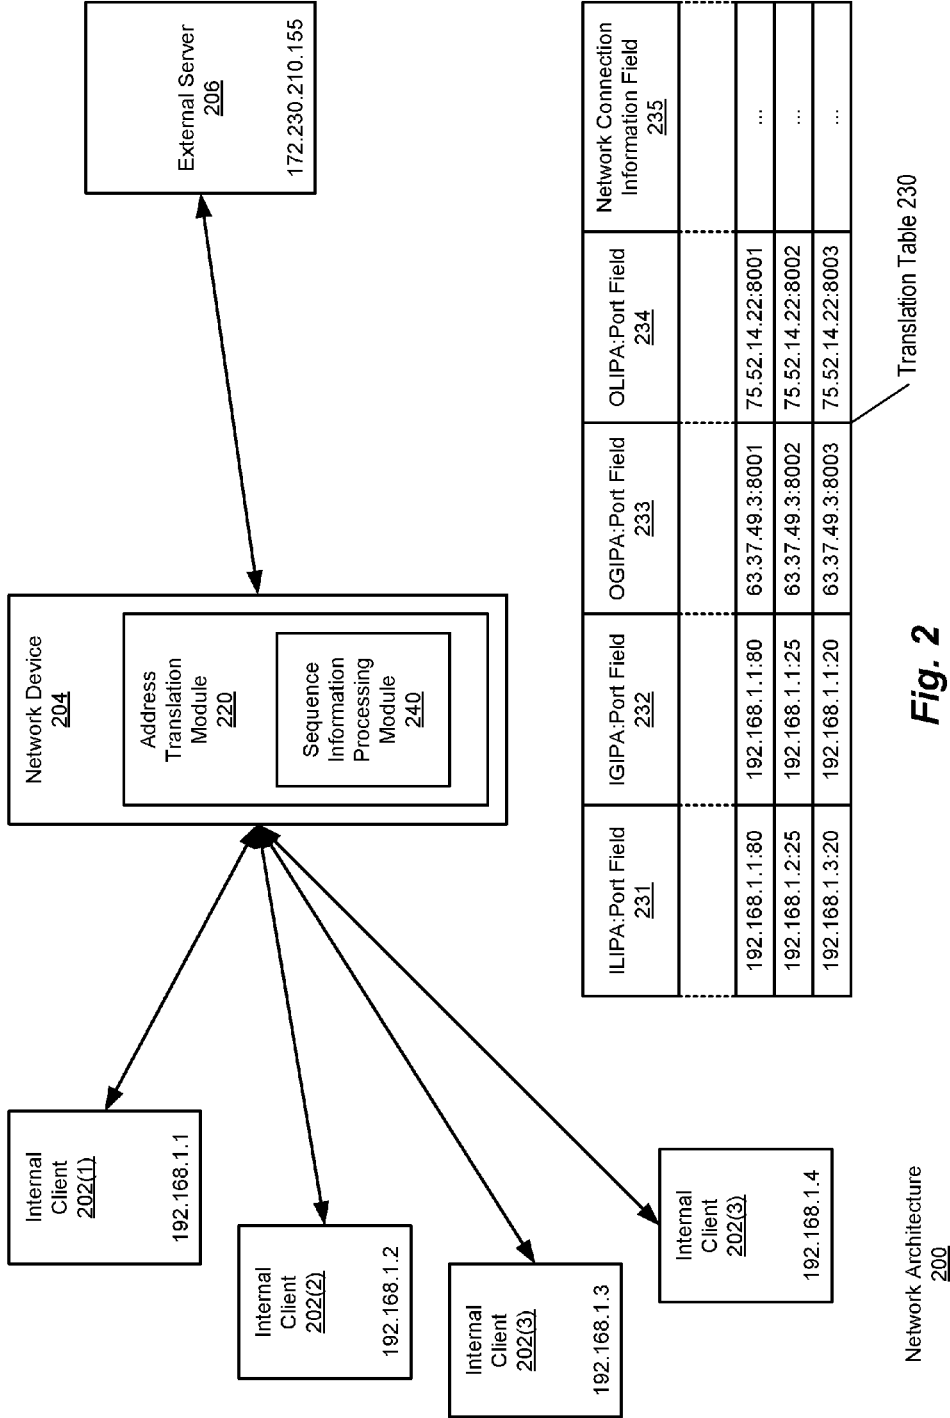 Internal
Client
202(1)
192.168.1.1
Internal
Client
202(2)
192.168.1.2
Internal
Client
202(3)
192.168.1.3
Internal
Client
202(3)
192.168.1.4
Network Device
204
Address
Translation
Module
220
Sequence
Information
Processing
Module
240
External Server
206
172.230.210.155
ILIPA:Port Field
231
IGIPA:Port Field
232
OGIPA:Port Field
233
OLIPA:Port Field
234
Network Connection
Information Field
235
192.168.1.1:80 192.168.1.1:80 63.37.49.3:8001 75.52.14.22:8001 ...
192.168.1.2:25 192.168.1.1:25 63.37.49.3:8002 75.52.14.22:8002 ...
192.168.1.3:20 192.168.1.1:20 63.37.49.3:8003 75.52.14.22:8003 ...
Translation Table 230
Network Architecture
200
Fig. 2